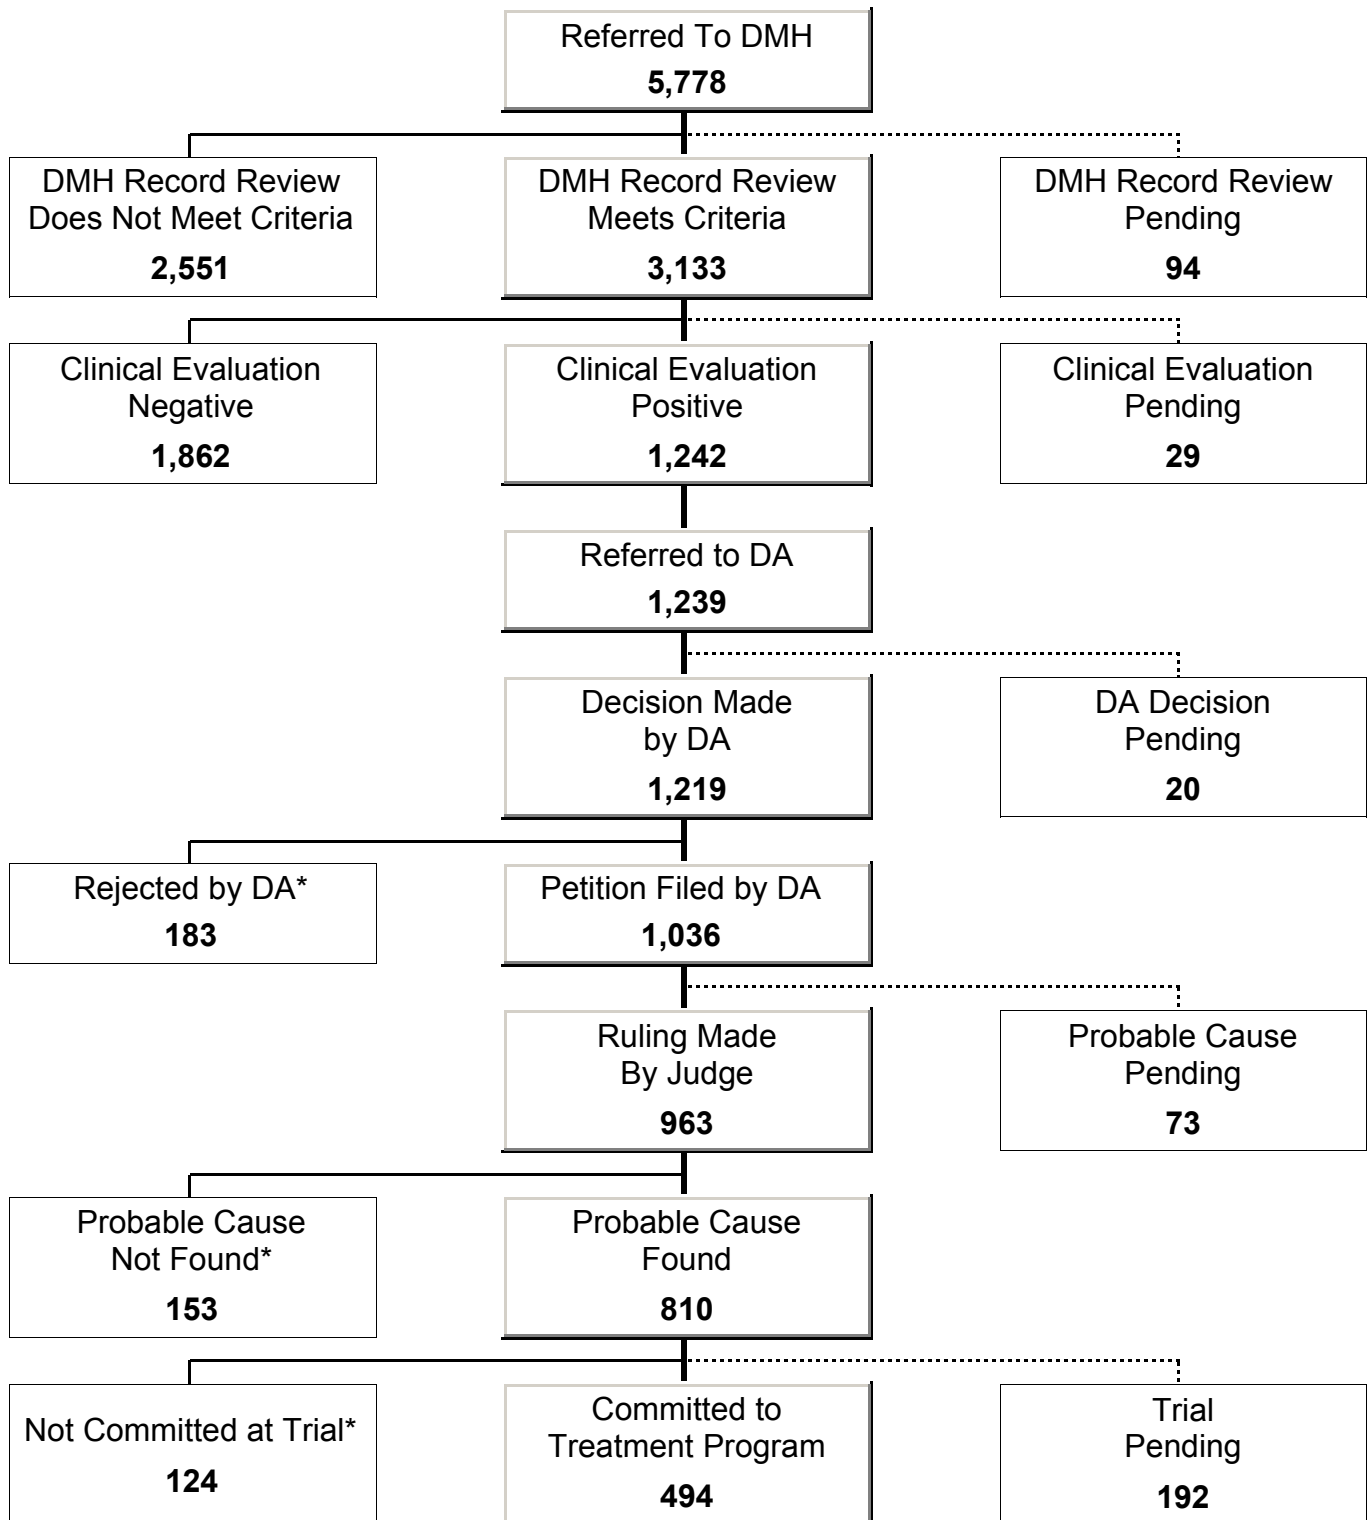 Referred To DMH
5,778
DMH Record Review
Does Not Meet Criteria
2,551
DMH Record Review
Meets Criteria
3,133
DMH Record Review
Pending
94
Clinical Evaluation
Negative
1,862
Clinical Evaluation
Positive
1,242
Clinical Evaluation
Pending
29
Referred to DA
1,239
Decision Made
by DA
1,219
DA Decision
Pending
20
Rejected by DA*
183
Petition Filed by DA
1,036
Ruling Made
By Judge
963
Probable Cause
Pending
73
Probable Cause
Not Found*
153
Probable Cause
Found
810
Not Committed at Trial*
124
Committed to
Treatment Program
494
Trial
Pending
192